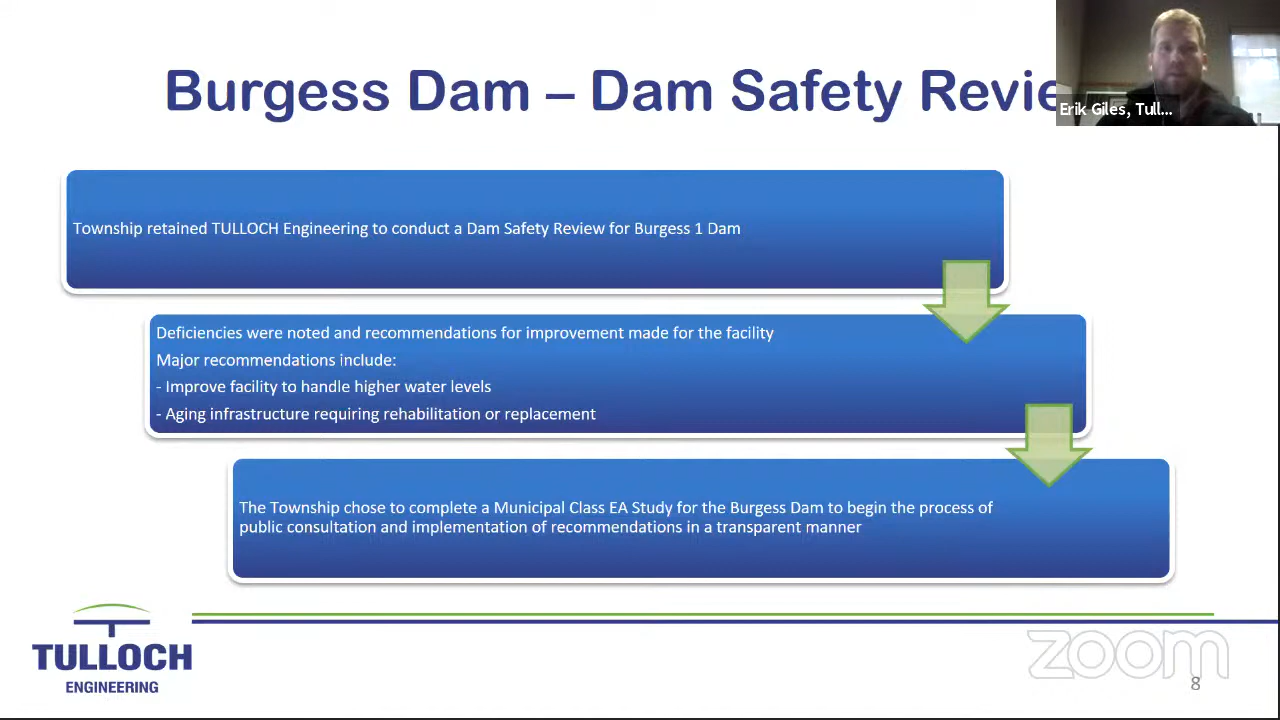 Burgess Dam – Dam Safety Revie
Erik Giles, Tull...
Township retained TULLOCH Engineering to conduct a Dam Safety Review for Burgess 1 Dam
Deficiencies were noted and recommendations for improvement made for the facility
Major recommendations include:
- Improve facility to handle higher water levels
- Aging infrastructure requiring rehabilitation or replacement
The Township chose to complete a Municipal Class EA Study for the Burgess Dam to begin the process of
public consultation and implementation of recommendations in a transparent manner
TULLOCH
ENGINEERING
zoom
8